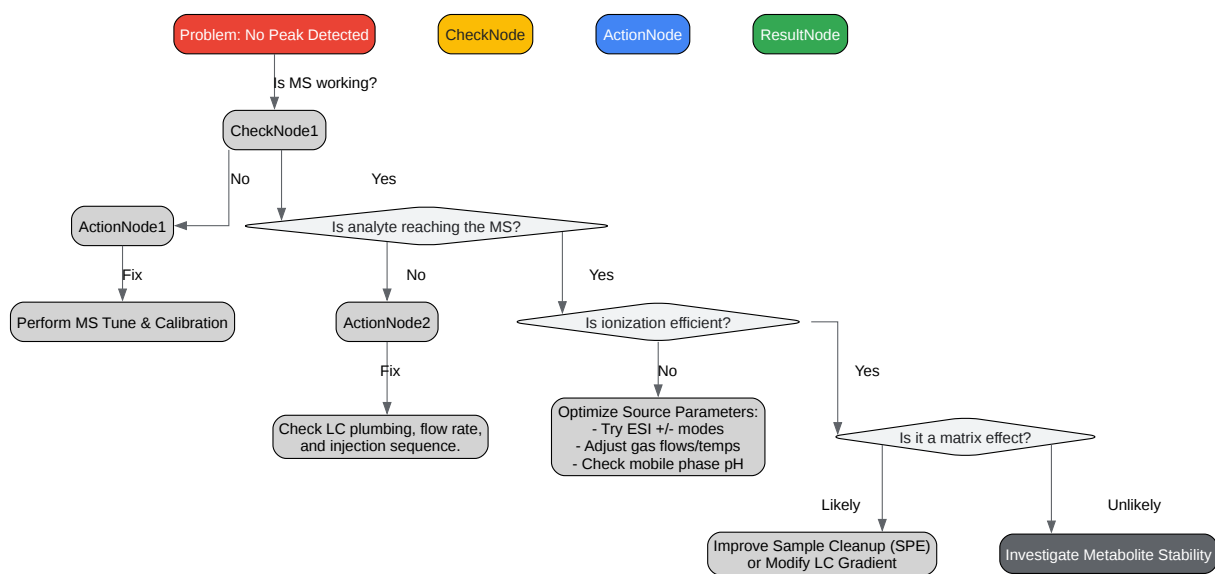 Problem: No Peak Detected
CheckNode
ActionNode
ResultNode
Is MS working?
CheckNode1
No
Yes
ActionNode1
Is analyte reaching the MS?
Fix
No
Yes
Perform MS Tune & Calibration
ActionNode2
Is ionization efficient?
Fix
No
Yes
Check LC plumbing, flow rate,
and injection sequence.
Optimize Source Parameters:
- Try ESI +/- modes
- Adjust gas flows/temps
- Check mobile phase pH
Is it a matrix effect?
Likely
Unlikely
Improve Sample Cleanup (SPE)
or Modify LC Gradient
Investigate Metabolite Stability